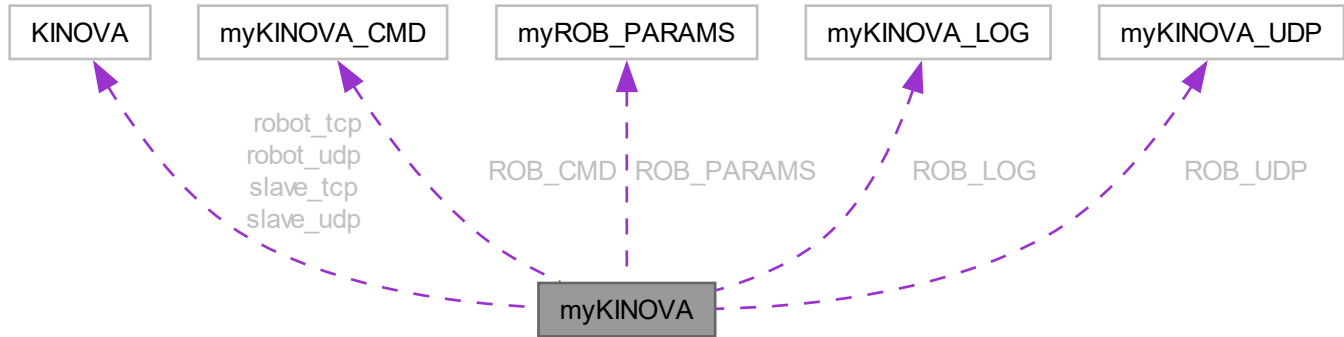 KINOVA
myKINOVA_CMD
myROB_PARAMS
myKINOVA_LOG
myKINOVA_UDP
robot_tcp
robot_udp
slave_tcp
slave_udp
ROB_CMD
ROB_PARAMS
ROB_LOG
ROB_UDP
myKINOVA